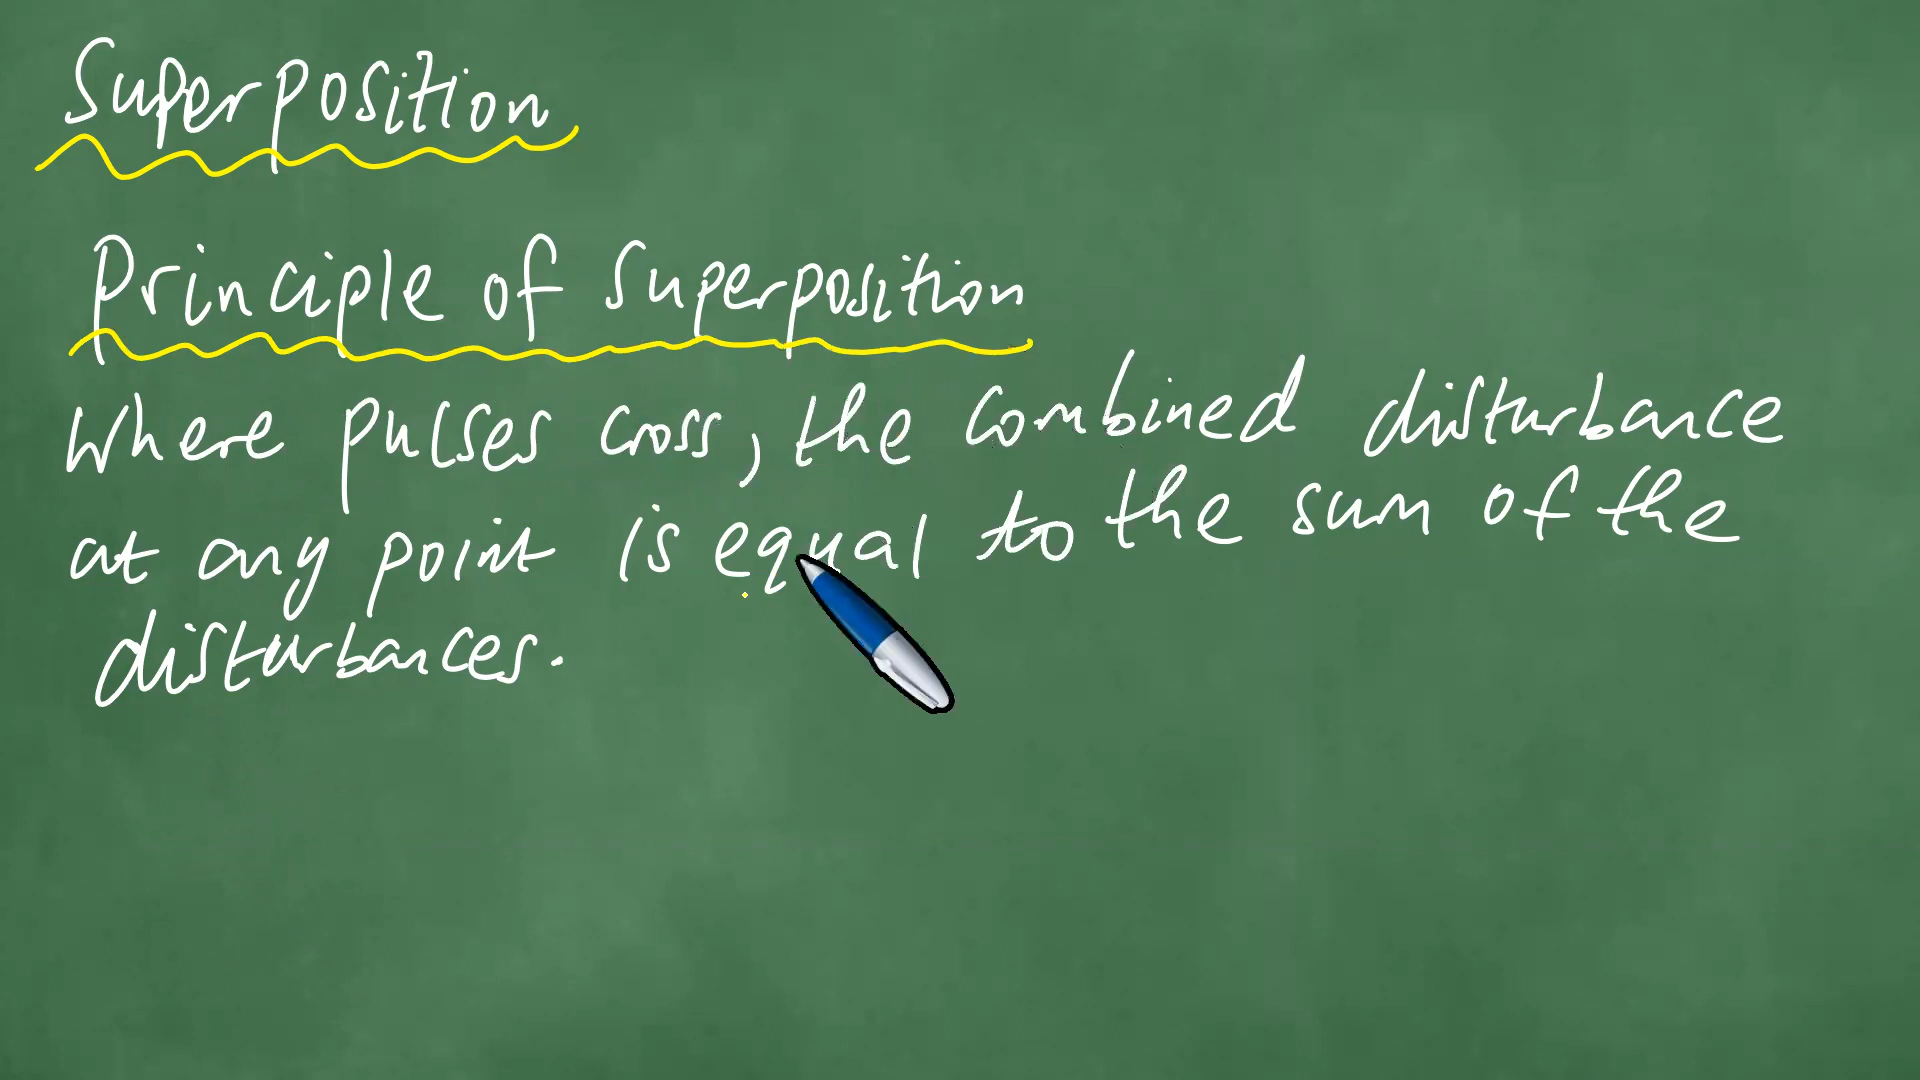 Superposition
Principle of Superposition
Where pulses cross, the combined disturbance
at any point is equal to the sum of the
disturbances.